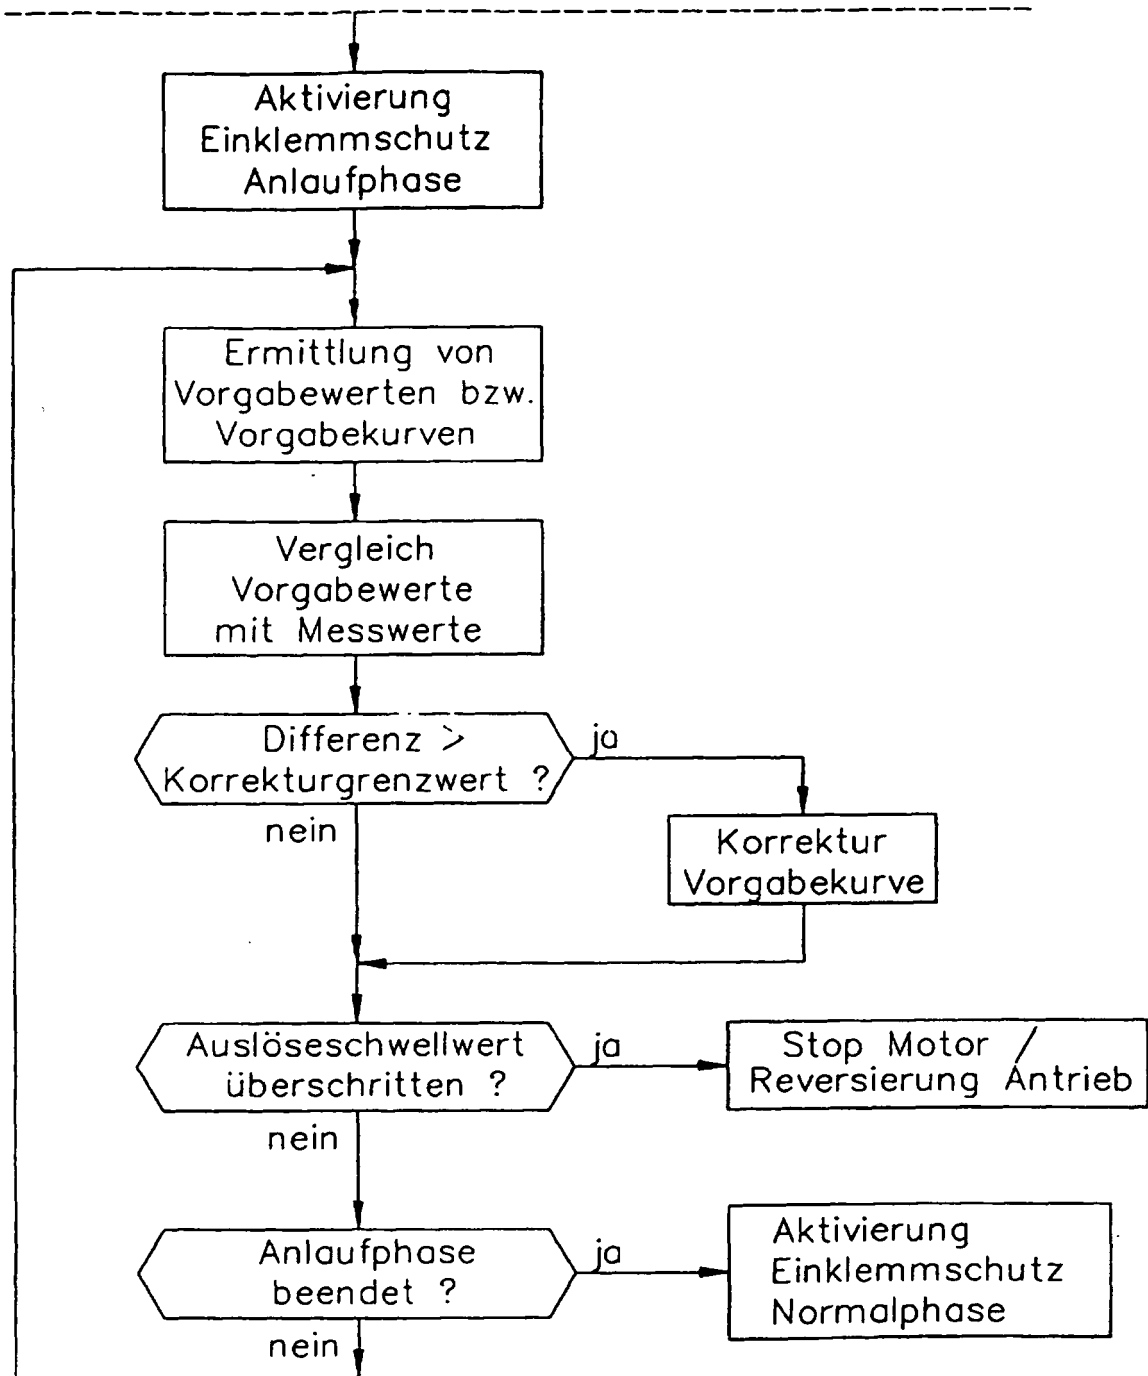 Aktivierung
Einklemmschutz
Anlaufphase
Ermittlung von
Vorgabewerten bzw.
Vorgabekurven
Vergleich
Vorgabewerte
mit Messwerte
Differenz >
Korrekturgrenzwert ?
ja
nein
Korrektur
Vorgabekurve
Auslöseschwellwert
überschritten ?
ja
Stop Motor /
Reversierung Antrieb
nein
Anlaufphase
beendet ?
ja
Aktivierung
Einklemmschutz
Normalphase
nein